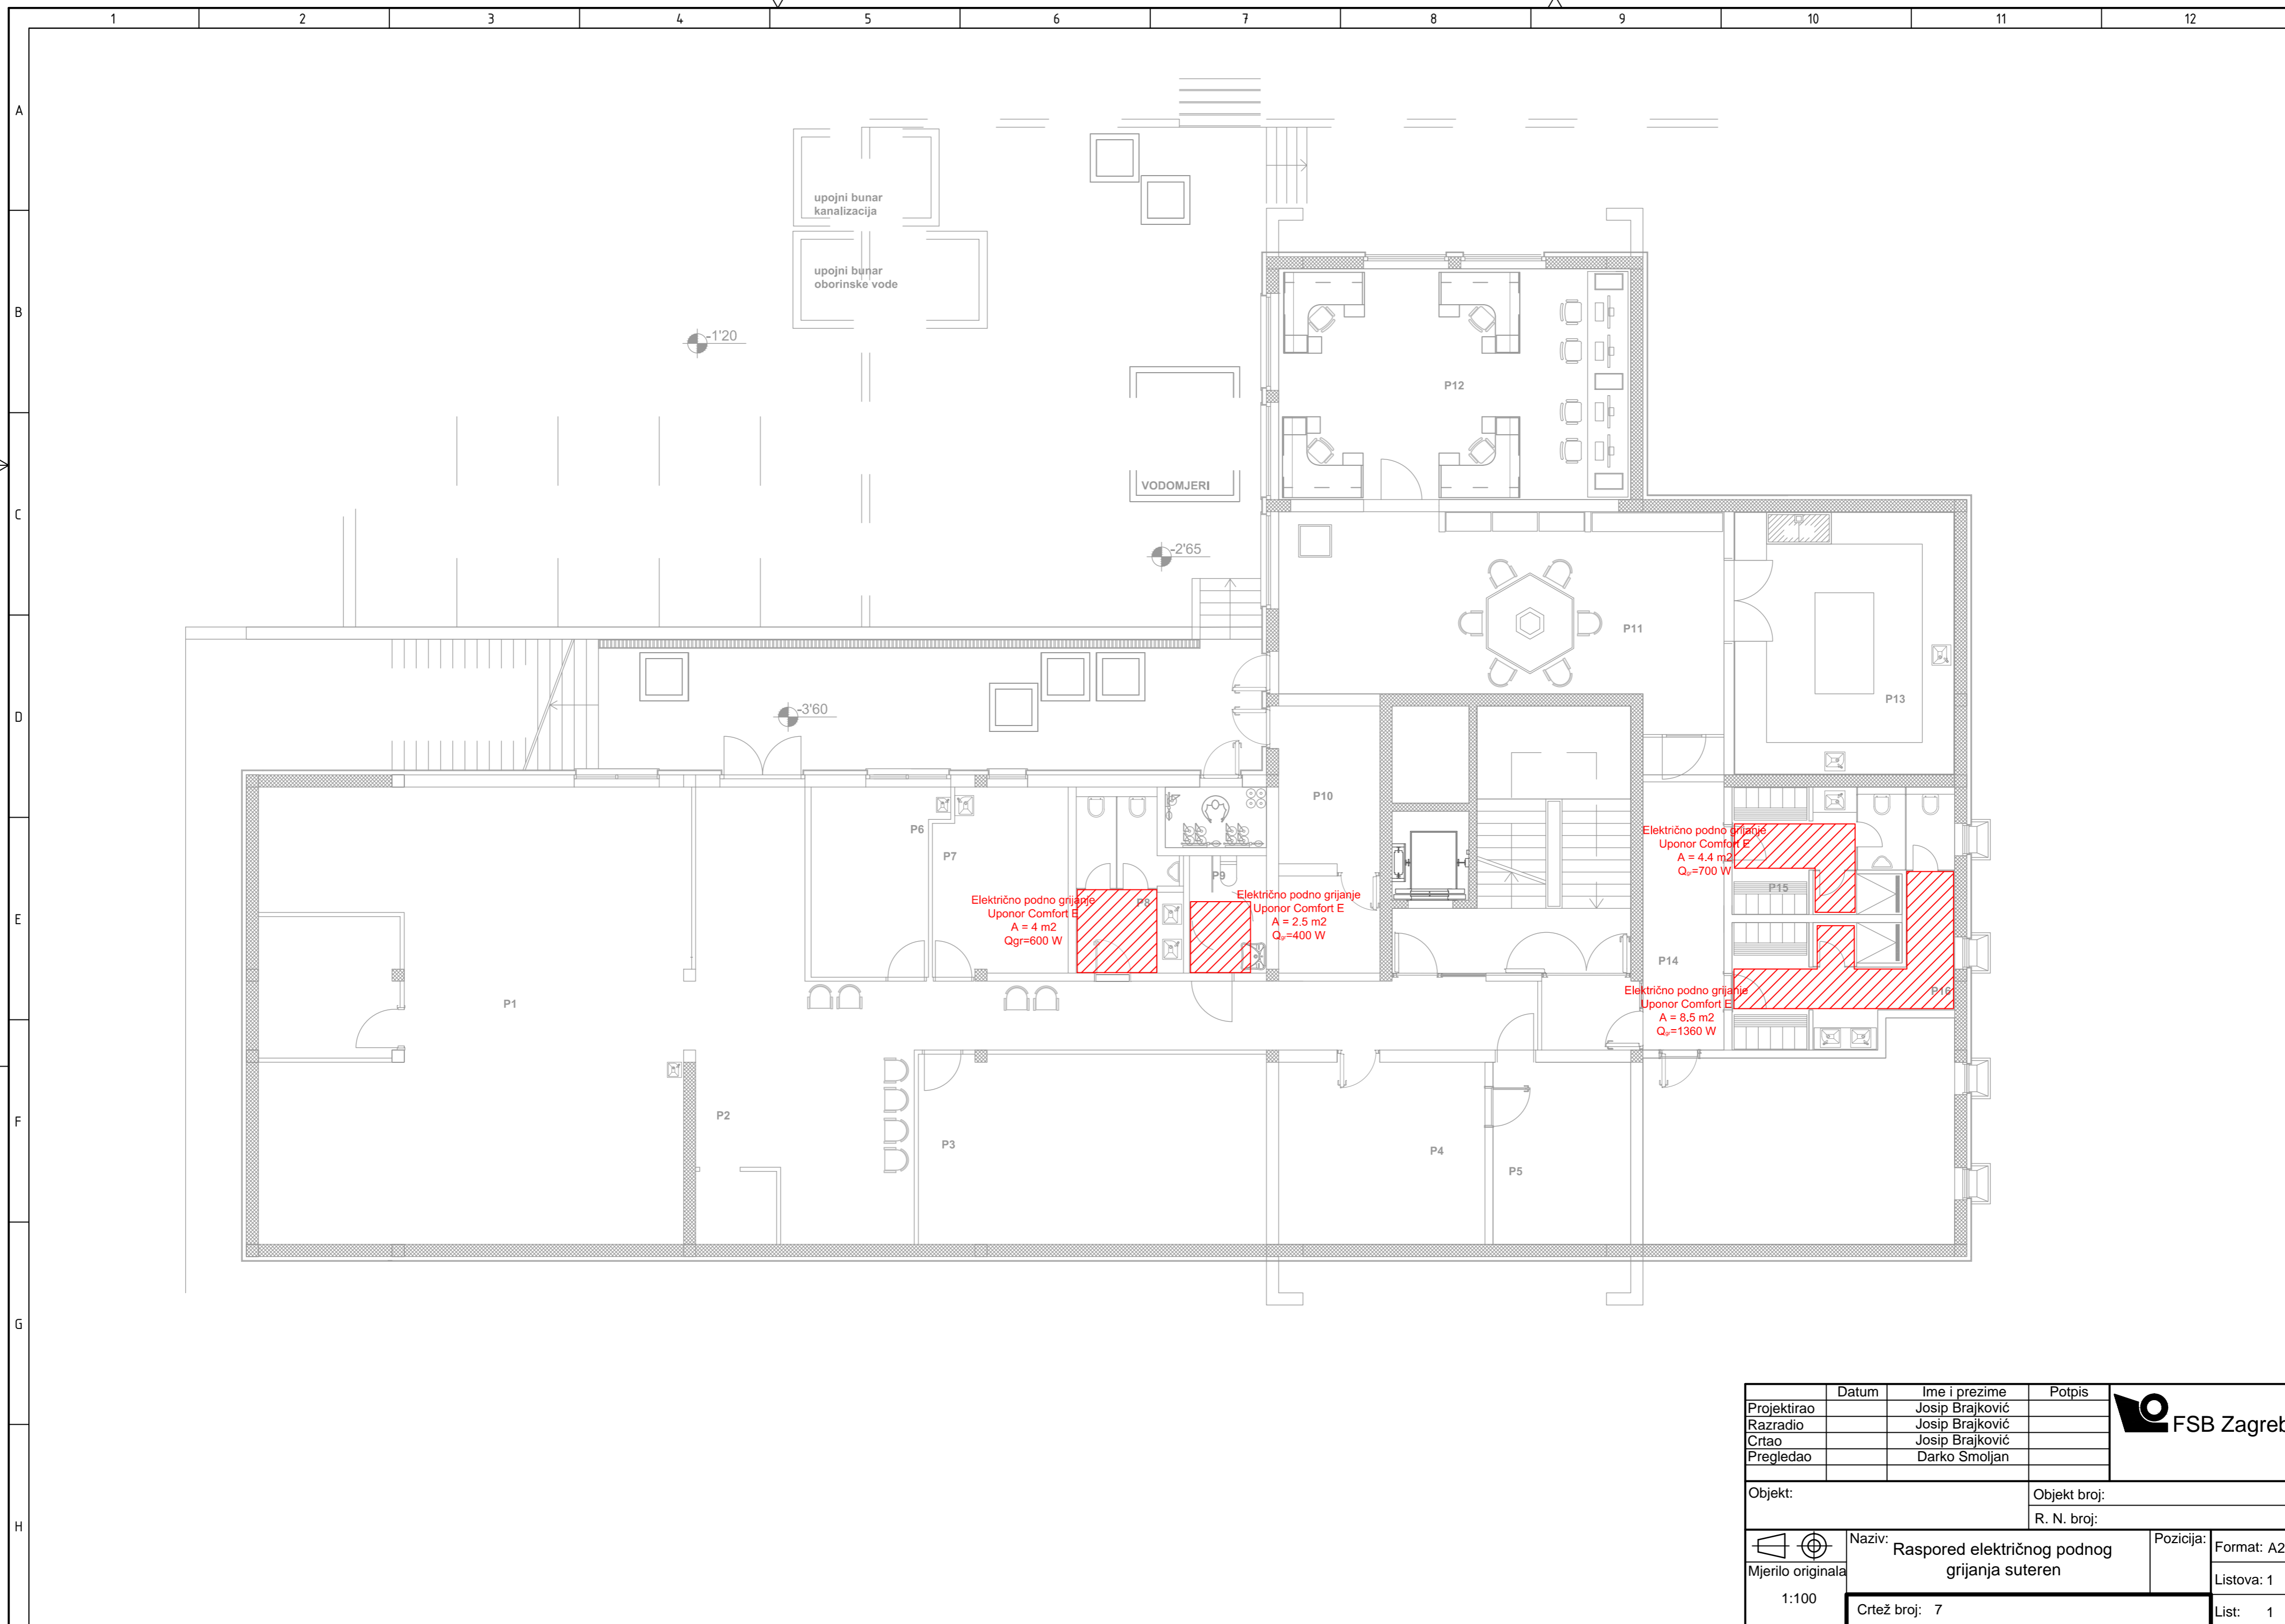 1 2 3 4 5 6 7 8 9 10 11 12
A
B
C
D
E
F
G
H
upojni bunar
kanalizacija
upojni bunar
oborinske vode
-1'20
P12
VODOMJERI
-2'65
P11
P13
-3'60
P10
P6
P7
Električno podno grijanje
Uponor Comfort E
A = 4.4 m2
Qgr=700 W
P15
P9
P8
Električno podno grijanje
Uponor Comfort E
A = 4 m2
Qgr=600 W
Električno podno grijanje
Uponor Comfort E
A = 2.5 m2
Qgr=400 W
P14
P1
Električno podno grijanje
Uponor Comfort E
A = 8.5 m2
Qgr=1360 W
P16
P2
P3
P4
P5
Datum Ime i prezime Potpis
Projektirao Josip Brajković
Razradio Josip Brajković
Crtao Josip Brajković
Pregledao Darko Smoljan
FSB Zagreb
Objekt:
Objekt broj:
R. N. broj:
Naziv:
Raspored električnog podnog
grijanja suteren
Pozicija:
Format: A2
Mjerilo originala
1:100
Listova: 1
Crtež broj: 7
List: 1